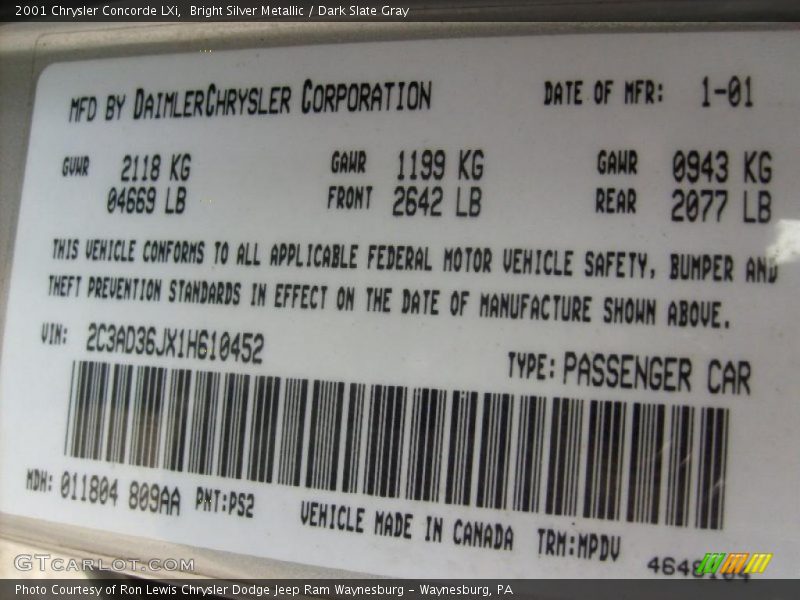 2001 Chrysler Concorde LXi, Bright Silver Metallic / Dark Slate Gray
MFD BY DAIMLERCHRYSLER CORPORATION DATE OF MFR: 1-01
GVWR 2118 KG GAWR 1199 KG GAWR 0943 KG
04669 LB FRONT 2642 LB REAR 2077 LB
THIS VEHICLE CONFORMS TO ALL APPLICABLE FEDERAL MOTOR VEHICLE SAFETY, BUMPER AND
THEFT PREVENTION STANDARDS IN EFFECT ON THE DATE OF MANUFACTURE SHOWN ABOVE.
VIN: 2C3AD36JX1H610452 TYPE: PASSENGER CAR
MDH: 011804 809AA PNT:PS2 VEHICLE MADE IN CANADA TRM:MPDV
GTCARLOT.COM
Photo Courtesy of Ron Lewis Chrysler Dodge Jeep Ram Waynesburg - Waynesburg, PA